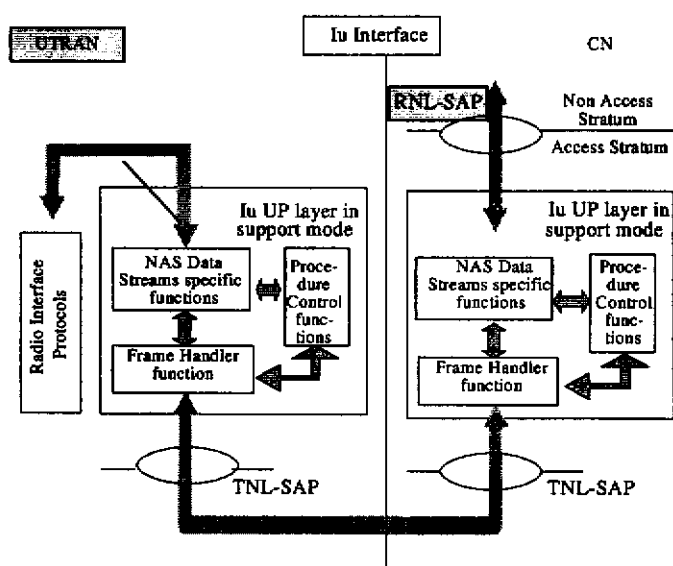 UTRAN
Iu Interface
CN
RNL-SAP
Non Access
Stratum
Access Stratum
Radio Interface
Protocols
Iu UP layer in
support mode
NAS Data
Streams specific
functions
Proce-
dure
Control
func-
tions
Frame Handler
function
TNL-SAP
Iu UP layer in
support mode
NAS Data
Streams specific
functions
Proce-
dure
Control
func-
tions
Frame Handler
function
TNL-SAP